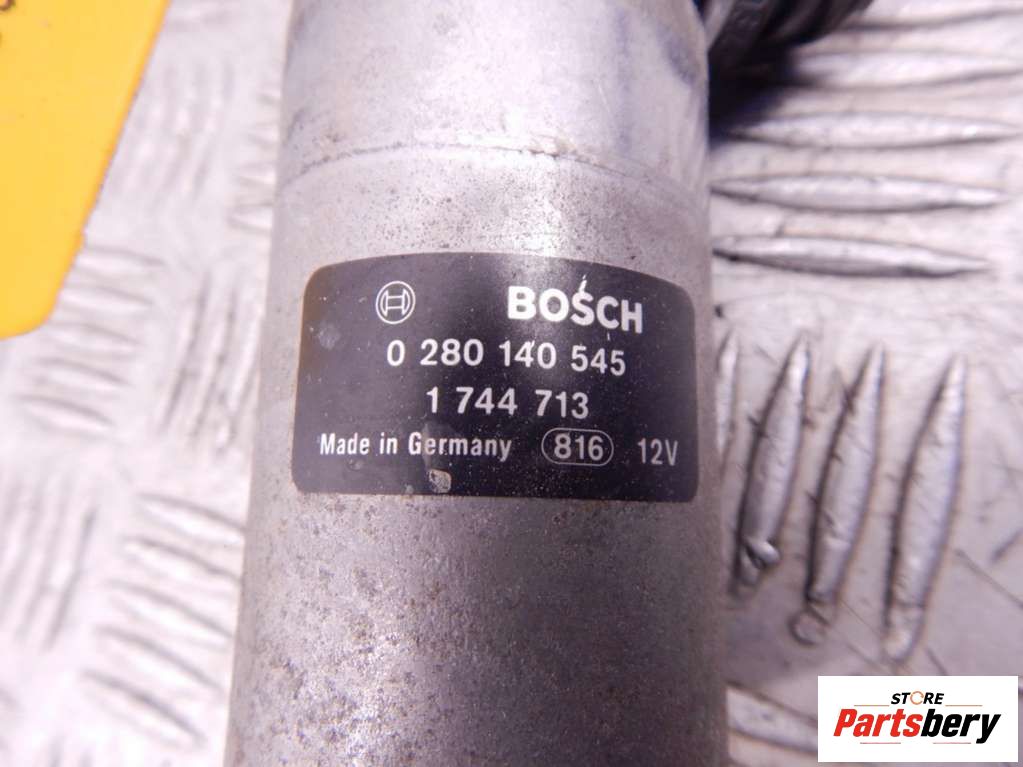 BOSCH
0 280 140 545
1 744 713
Made in Germany 816 12V
STORE
Partsbery